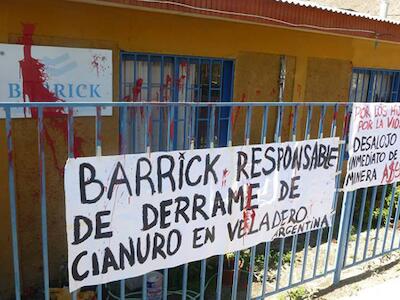 BARRICK
BARRICK RESPONSABLE
DE DERRAME DE
CIANURO EN VELADERO
ARGENTINA
POR LOS
POR LA VID
DESALOJO
INMEDIATO DE
MINERA